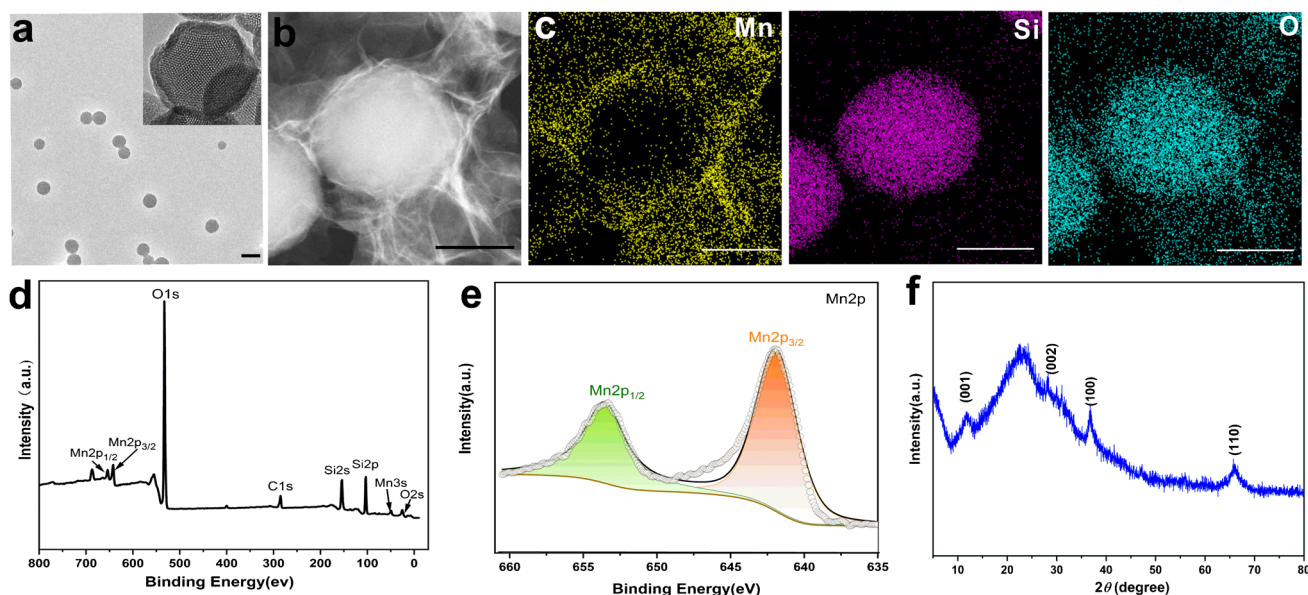 a
b
c
Mn
Si
O
d
O1s
Mn2p1/2
Mn2p3/2
C1s
Si2s
Si2p
Mn3s
O2s
Intensity (a.u.)
800 700 600 500 400 300 200 100 0
Binding Energy(ev)
e
Mn2p
Mn2p3/2
Mn2p1/2
Intensity(a.u.)
660 655 650 645 640 635
Binding Energy(eV)
f
(001)
(002)
(100)
(110)
Intensity(a.u.)
10 20 30 40 50 60 70 80
2θ (degree)